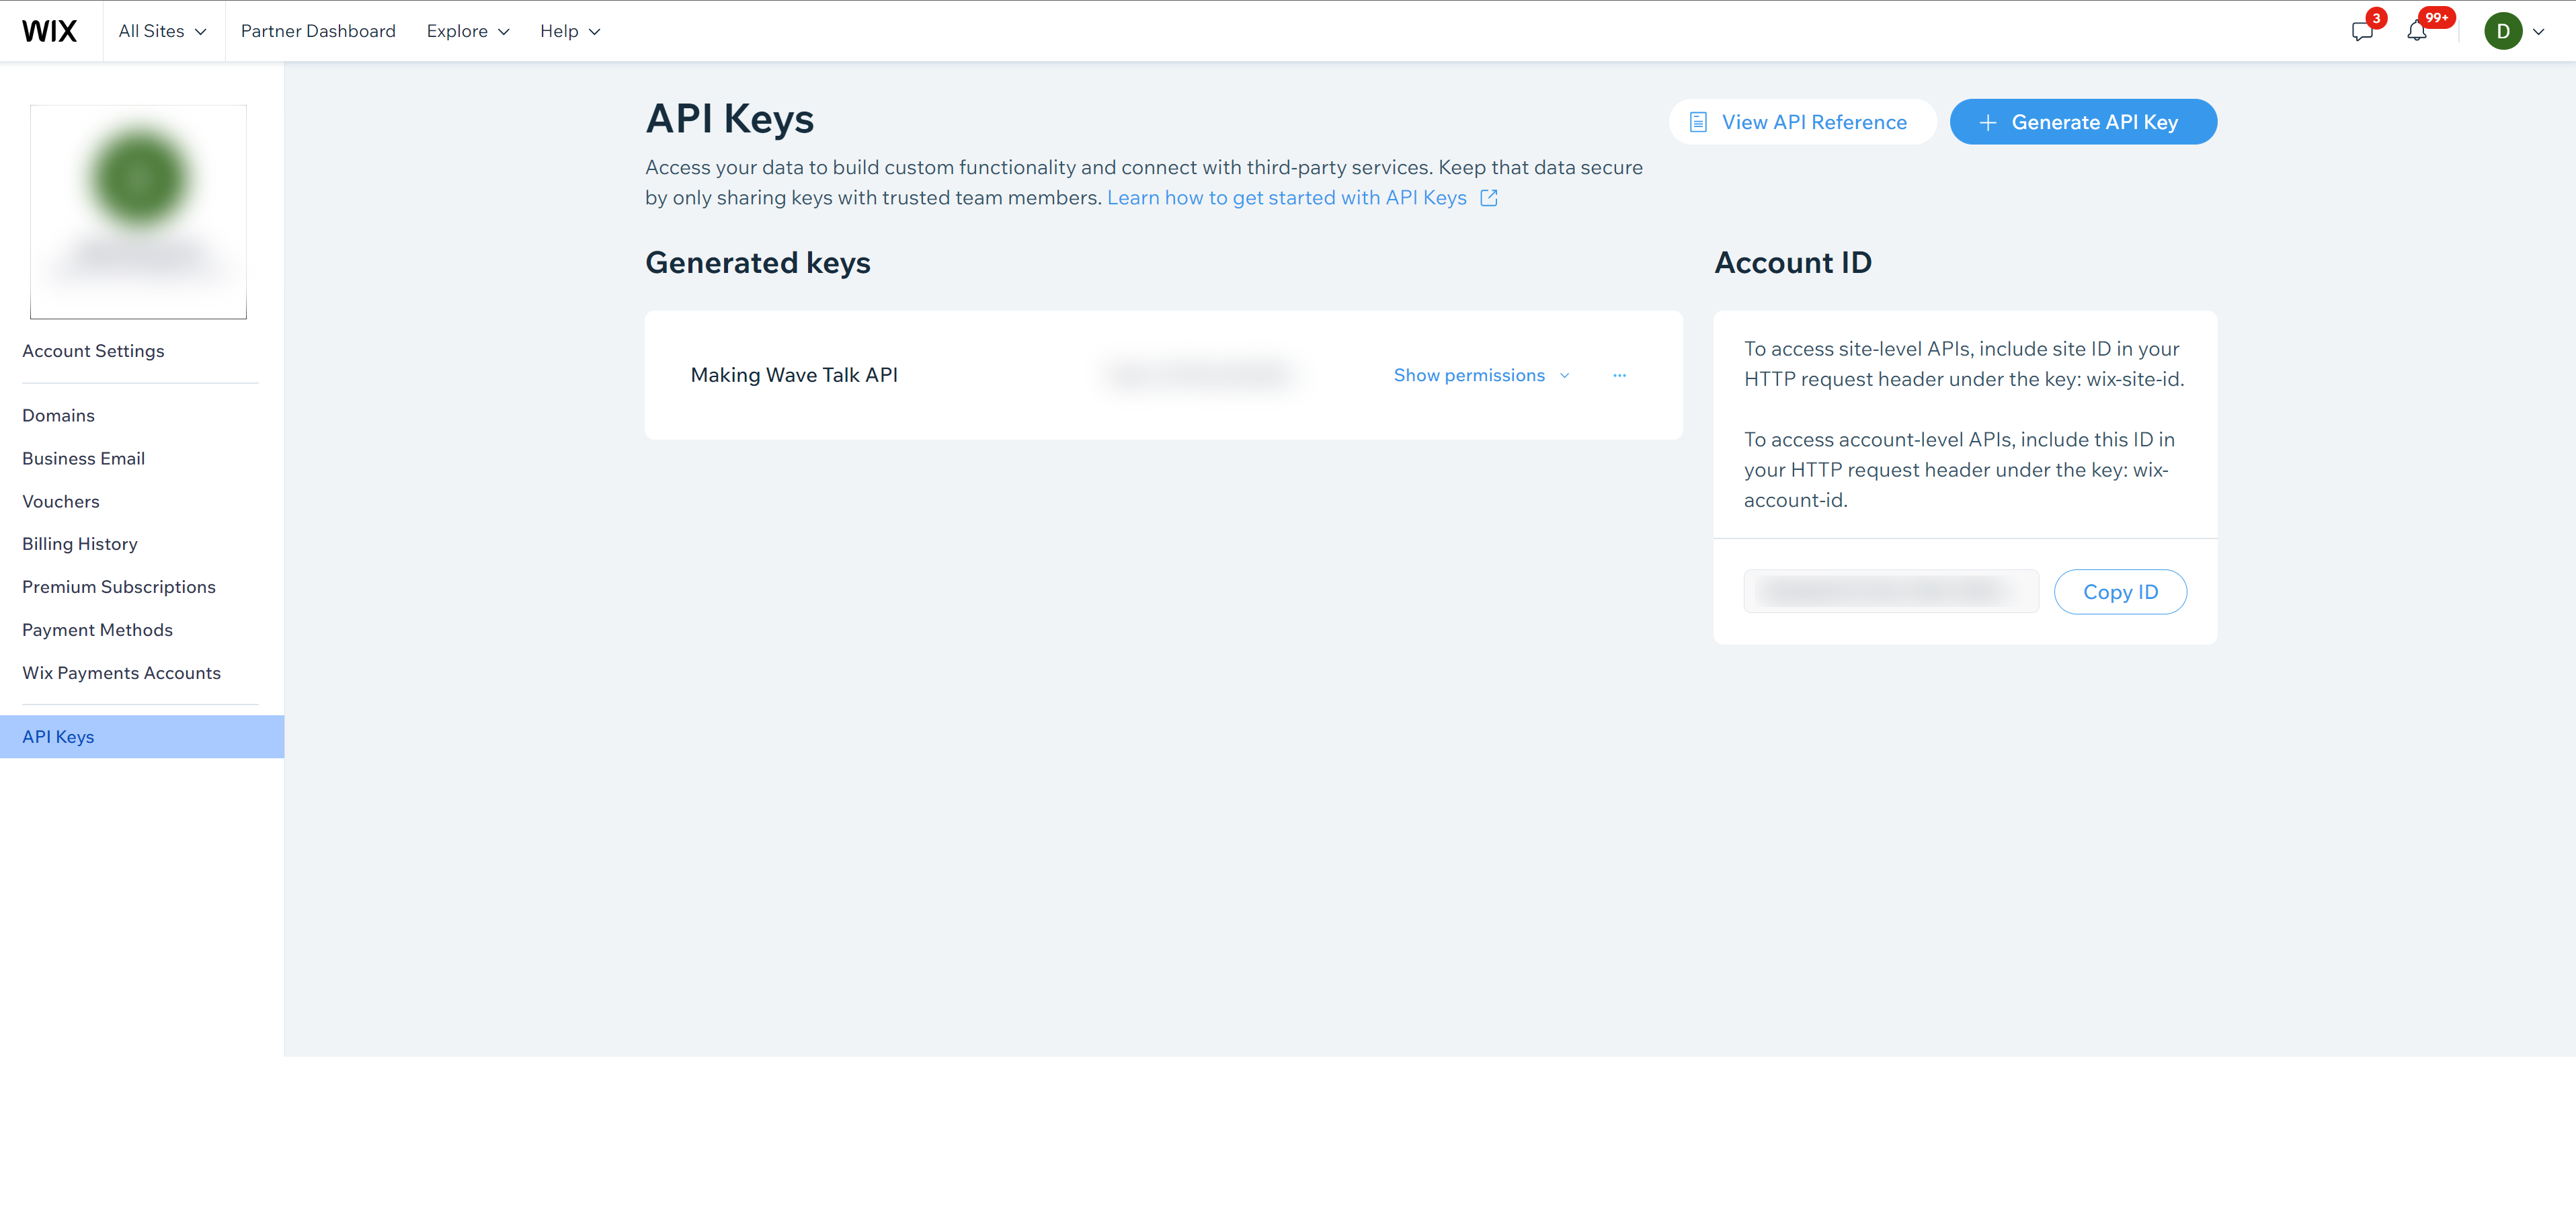 WIX
All Sites
Partner Dashboard
Explore
Help
3
99+
D
Account Settings
Domains
Business Email
Vouchers
Billing History
Premium Subscriptions
Payment Methods
Wix Payments Accounts
API Keys
API Keys
View API Reference
Generate API Key
Access your data to build custom functionality and connect with third-party services. Keep that data secure
by only sharing keys with trusted team members. Learn how to get started with API Keys
Generated keys
Making Wave Talk API
Show permissions
Account ID
To access site-level APIs, include site ID in your
HTTP request header under the key: wix-site-id.
To access account-level APIs, include this ID in
your HTTP request header under the key: wix-
account-id.
Copy ID